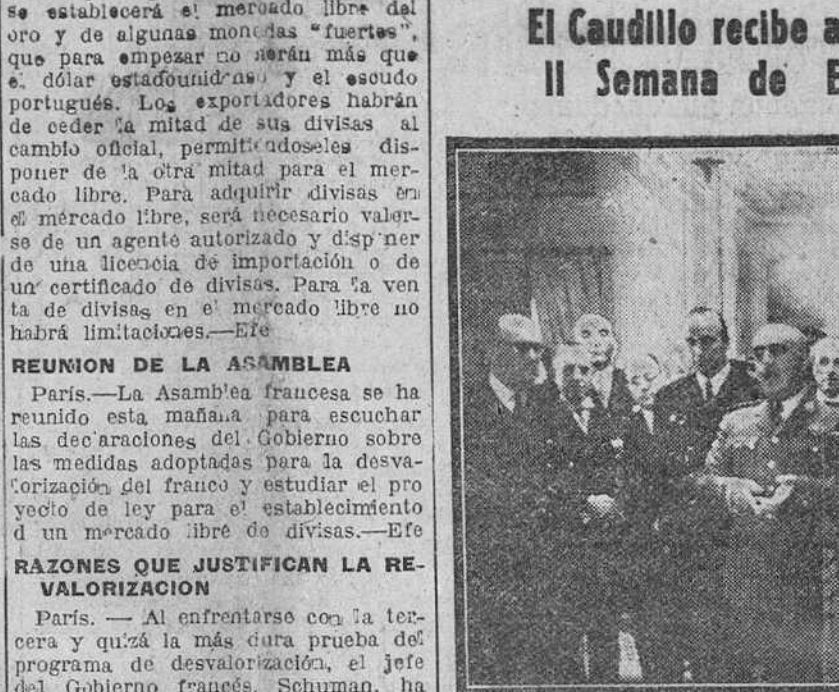 se establecerá el mercado libre del
oro y de algunas monedas "fuertes",
que para empezar no serán más que
el dólar estadounidense y el escudo
portugués. Los exportadores habrán
de ceder la mitad de sus divisas al
cambio oficial, permitiéndoseles dis-
poner de la otra mitad para el mer-
cado libre. Para adquirir divisas en
el mercado libre, será necesario valer-
se de un agente autorizado y disponer
de una licencia de importación o de
un certificado de divisas. Para la ven
ta de divisas en el mercado libre no
habrá limitaciones.—Efe
REUNION DE LA ASAMBLEA
París.—La Asamblea francesa se ha
reunido esta mañana para escuchar
las declaraciones del Gobierno sobre
las medidas adoptadas para la desva-
lorización del franco y estudiar el pro
yecto de ley para el establecimiento
d un mercado libre de divisas.—Efe
RAZONES QUE JUSTIFICAN LA RE-
VALORIZACION
París. — Al enfrentarse con la ter-
cera y quizá la más dura prueba del
programa de desvalorización, el jefe
del Gobierno francés, Schuman, ha
El Caudillo recibe a
II Semana de E